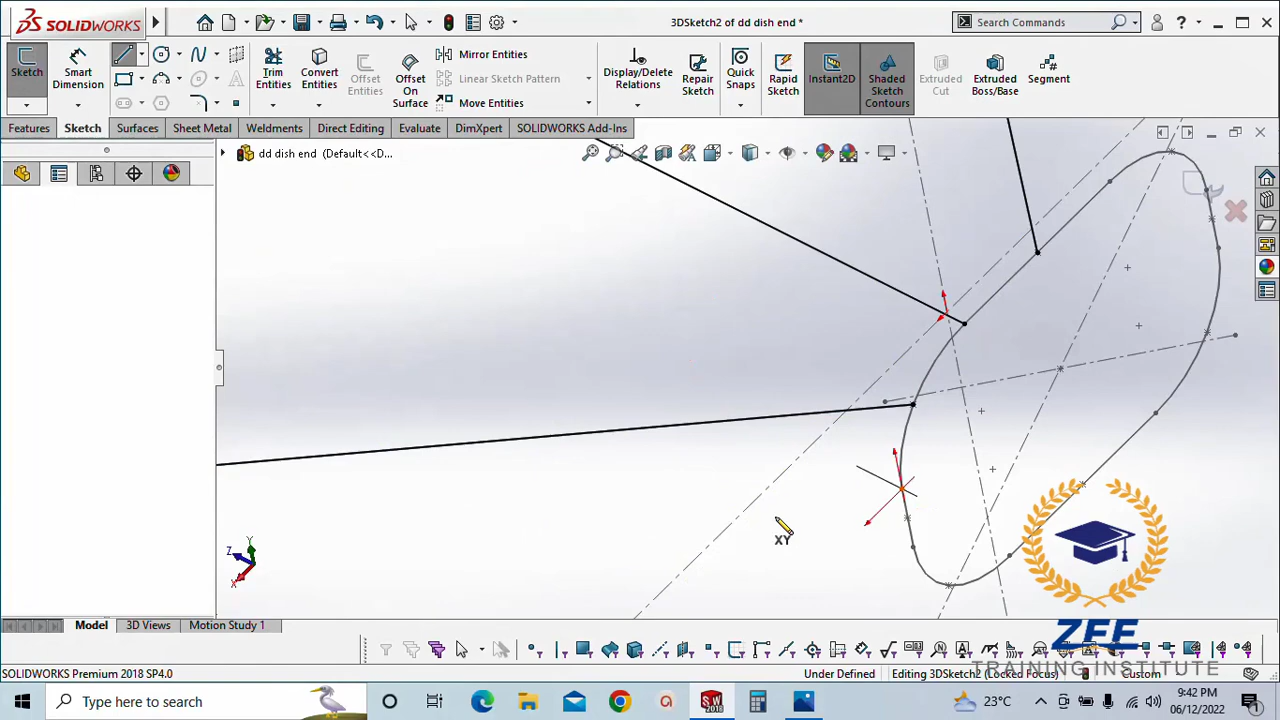 SOLIDWORKS
3DSketch2 of dd dish end *
Search Commands
Sketch
Smart Dimension
Trim Entities
Convert Entities
Offset Entities
Offset On Surface
Mirror Entities
Linear Sketch Pattern
Move Entities
Display/Delete Relations
Repair Sketch
Quick Snaps
Rapid Sketch
Instant2D
Shaded Sketch Contours
Extruded Cut
Extruded Boss/Base
Segment
Features
Sketch
Surfaces
Sheet Metal
Weldments
Direct Editing
Evaluate
DimXpert
SOLIDWORKS Add-Ins
dd dish end (Default<<D...
XY
Y
Z
X
ZEE
TRAINING INSTITUTE
Model
3D Views
Motion Study 1
SOLIDWORKS Premium 2018 SP4.0
Under Defined
Editing 3DSketch2 (Locked Focus)
Custom
Type here to search
SW
2018
23°C
9:42 PM
06/12/2022
1